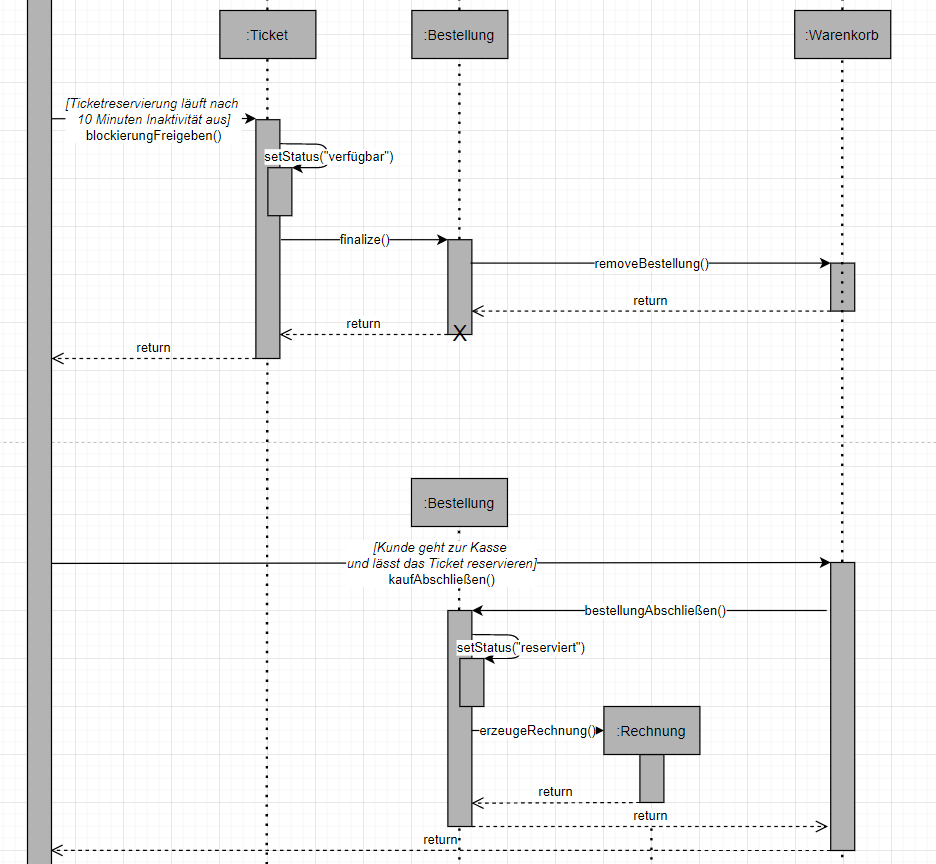 :Ticket
:Bestellung
:Warenkorb
[Ticketreservierung läuft nach
10 Minuten Inaktivität aus]
blockierungFreigeben()
setStatus("verfügbar")
finalize()
removeBestellung()
return
return
X
return
:Bestellung
[Kunde geht zur Kasse
und lässt das Ticket reservieren]
kaufAbschließen()
bestellungAbschließen()
setStatus("reserviert")
erzeugeRechnung()
:Rechnung
return
return
return